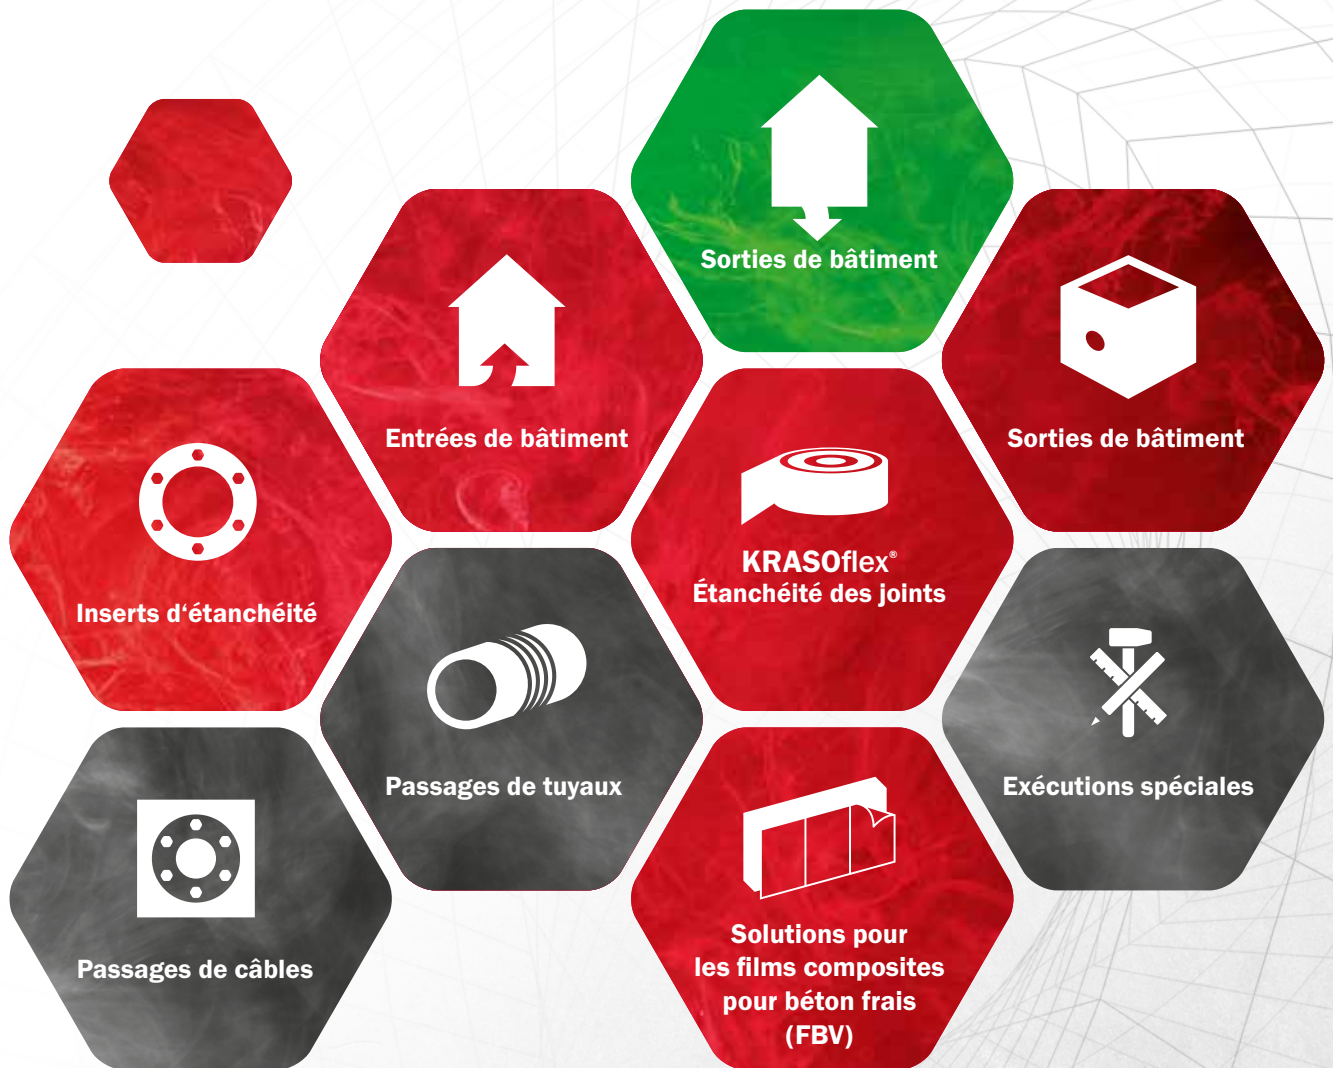 Sorties de bâtiment
Entrées de bâtiment
Sorties de bâtiment
Inserts d‘étanchéité
KRASOflex®
Étanchéité des joints
Passages de tuyaux
Exécutions spéciales
Passages de câbles
Solutions pour
les films composites
pour béton frais
(FBV)